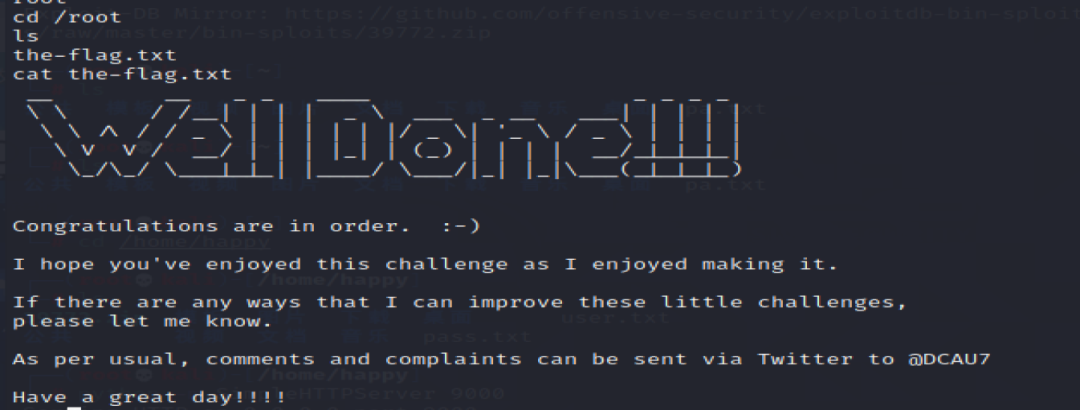 root
cd /root
ls
the-flag.txt
cat the-flag.txt
Well Done!!!!
Congratulations are in order.  :-)
I hope you've enjoyed this challenge as I enjoyed making it.
If there are any ways that I can improve these little challenges,
please let me know.
As per usual, comments and complaints can be sent via Twitter to @DCAU7
Have a great day!!!!